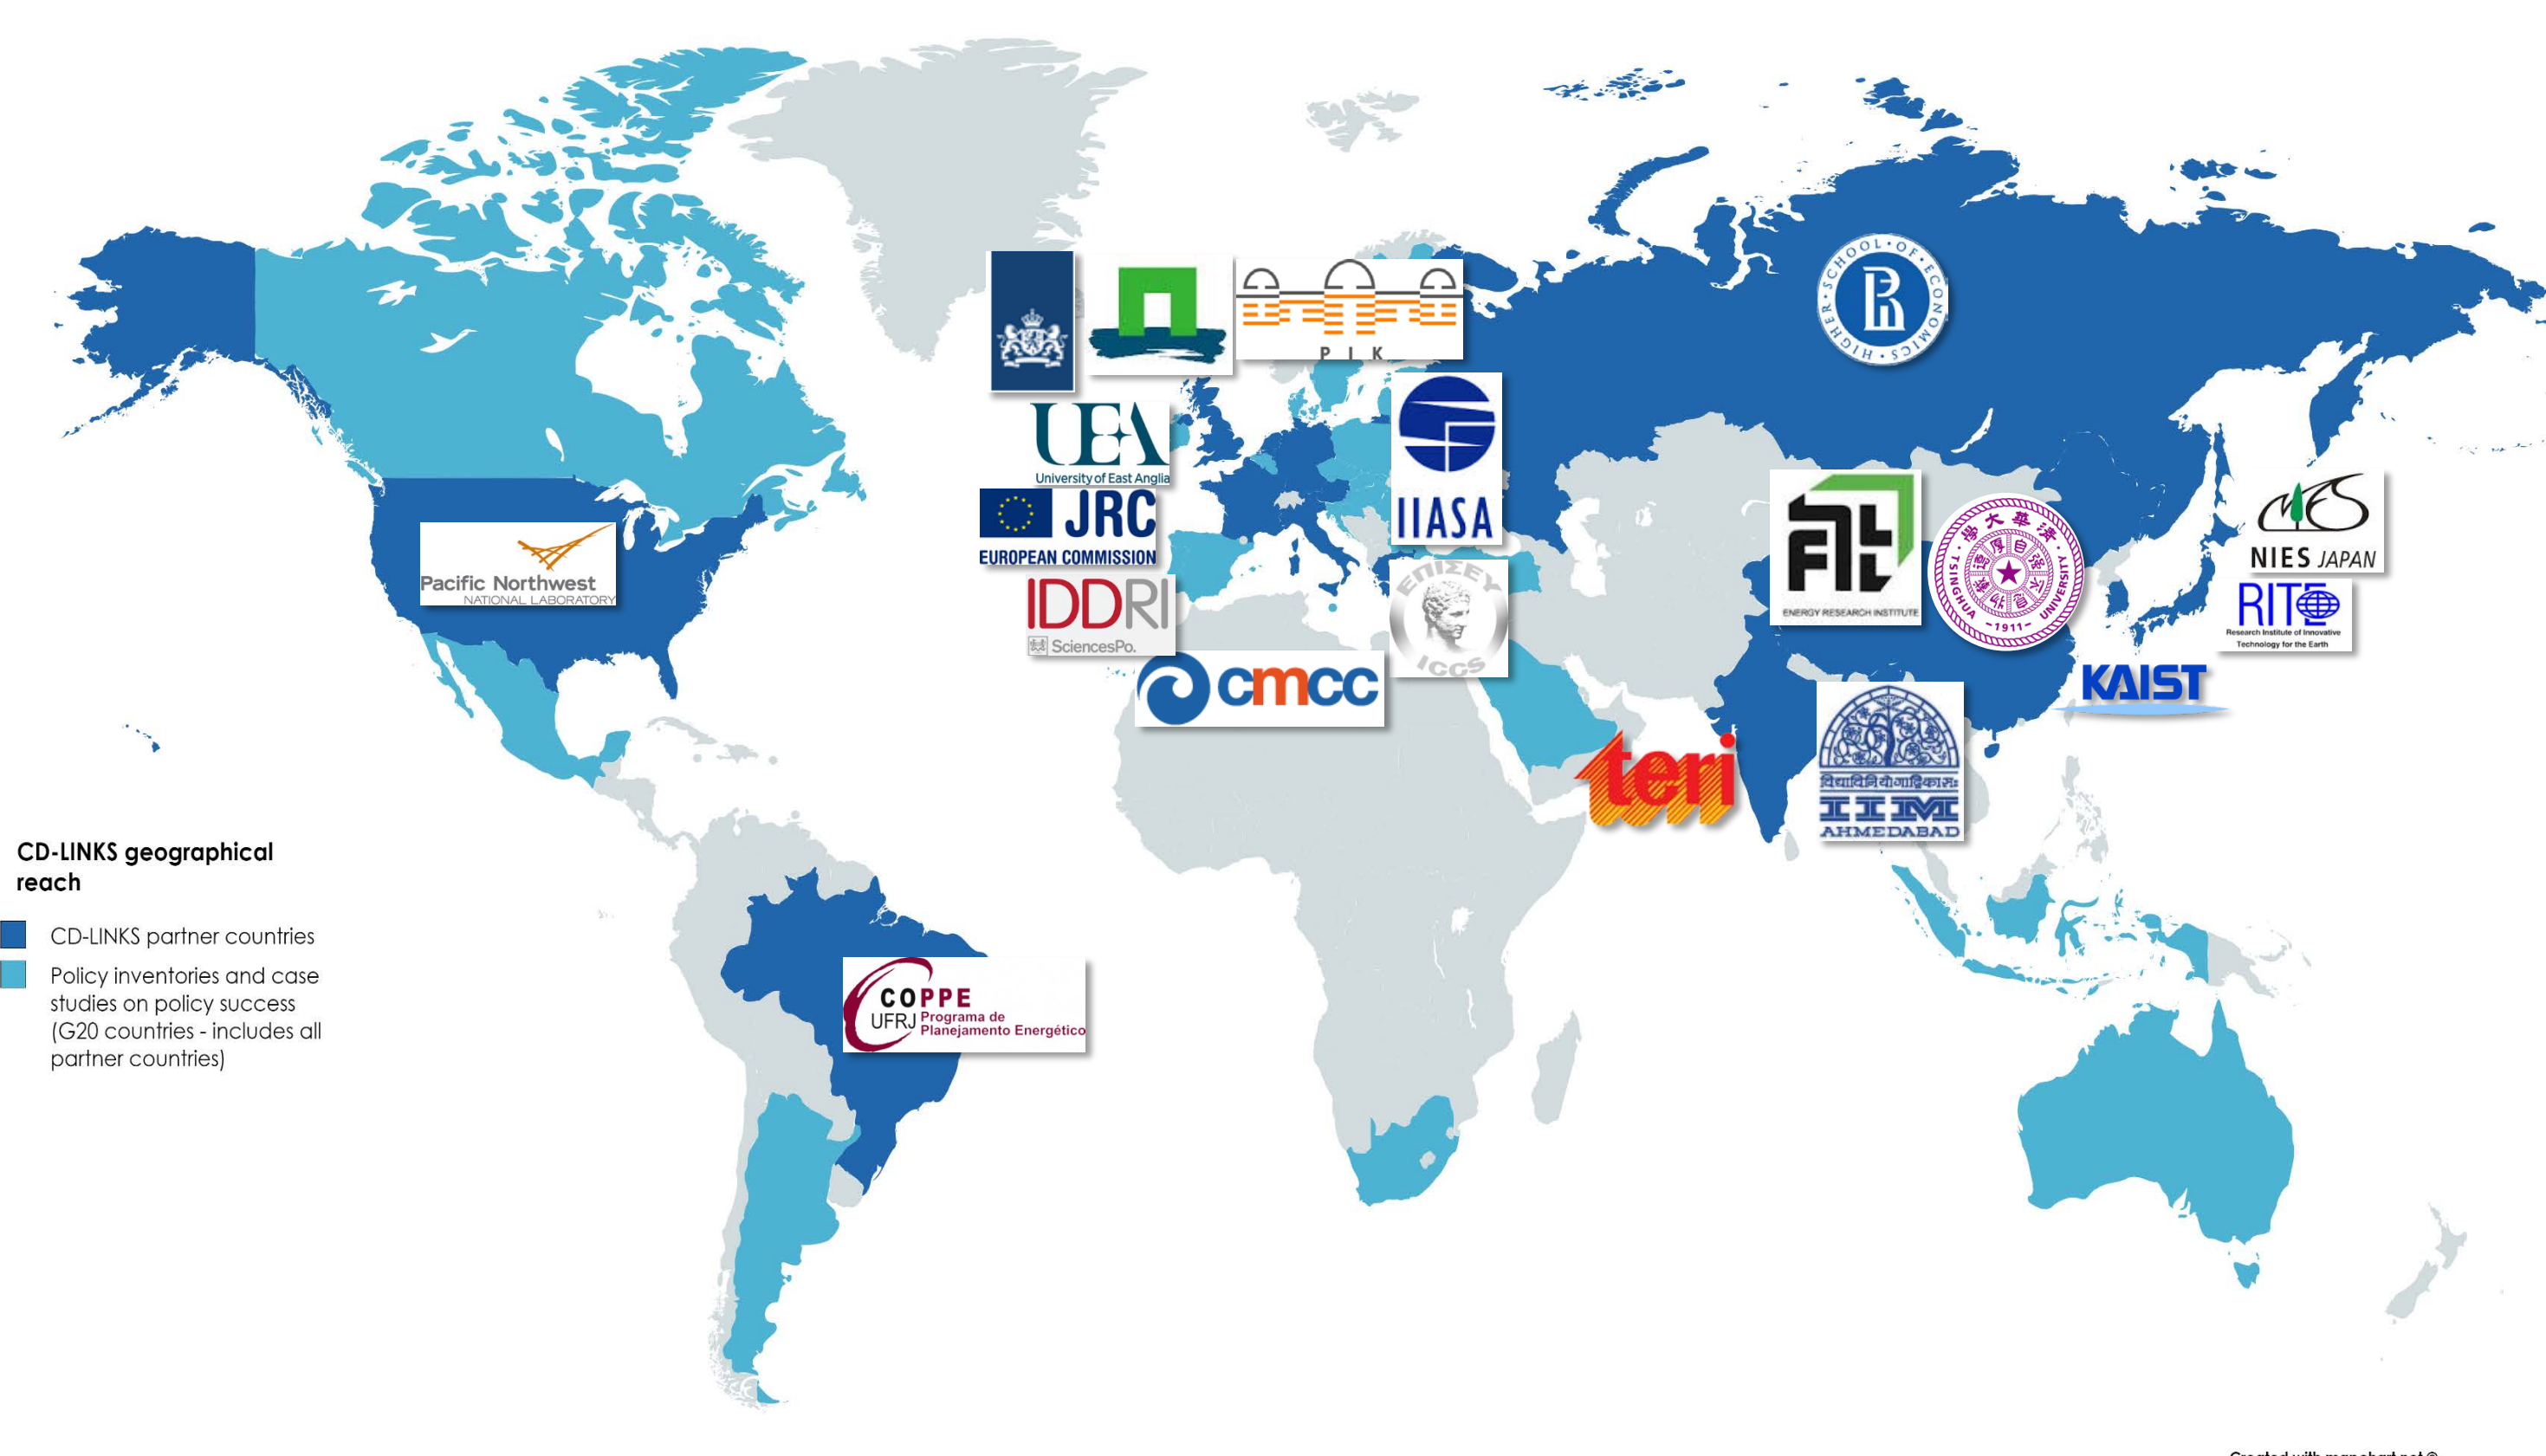 HIGHER • SCHOOL • OF • ECONOMICS
P I K
UEA
University of East Anglia
JRC
EUROPEAN COMMISSION
IIASA
IDDRI
SciencesPo.
ΕΠΙΣΕΥ
ICCS
cmcc
Pacific Northwest
NATIONAL LABORATORY
ENERGY RESEARCH INSTITUTE
TSINGHUA
UNIVERSITY
-1911-
NIES JAPAN
RITE
Research Institute of Innovative
Technology for the Earth
KAIST
teri
विद्याविनियोगाद्विकासः
IIM
AHMEDABAD
CD-LINKS geographical
reach
CD-LINKS partner countries
Policy inventories and case
studies on policy success
(G20 countries - includes all
partner countries)
COPPE
UFRJ
Programa de
Planejamento Energético